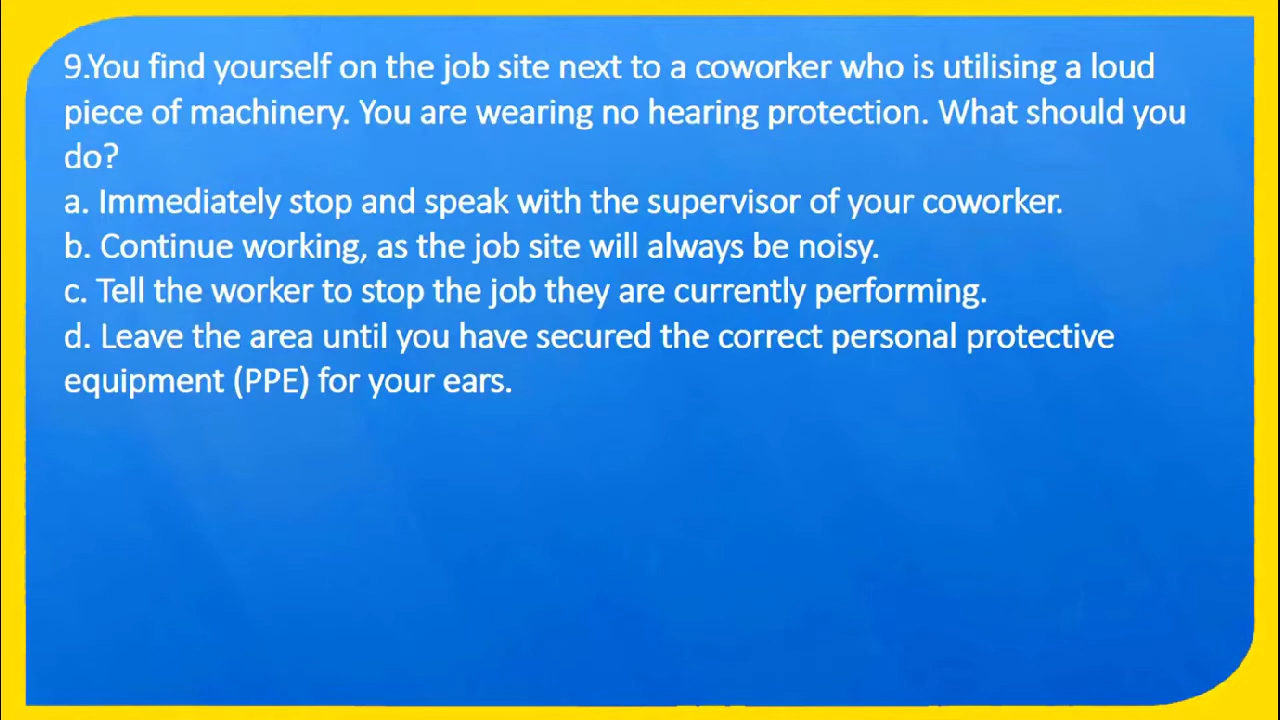 9.You find yourself on the job site next to a coworker who is utilising a loud
piece of machinery. You are wearing no hearing protection. What should you
do?
a. Immediately stop and speak with the supervisor of your coworker.
b. Continue working, as the job site will always be noisy.
c. Tell the worker to stop the job they are currently performing.
d. Leave the area until you have secured the correct personal protective
equipment (PPE) for your ears.